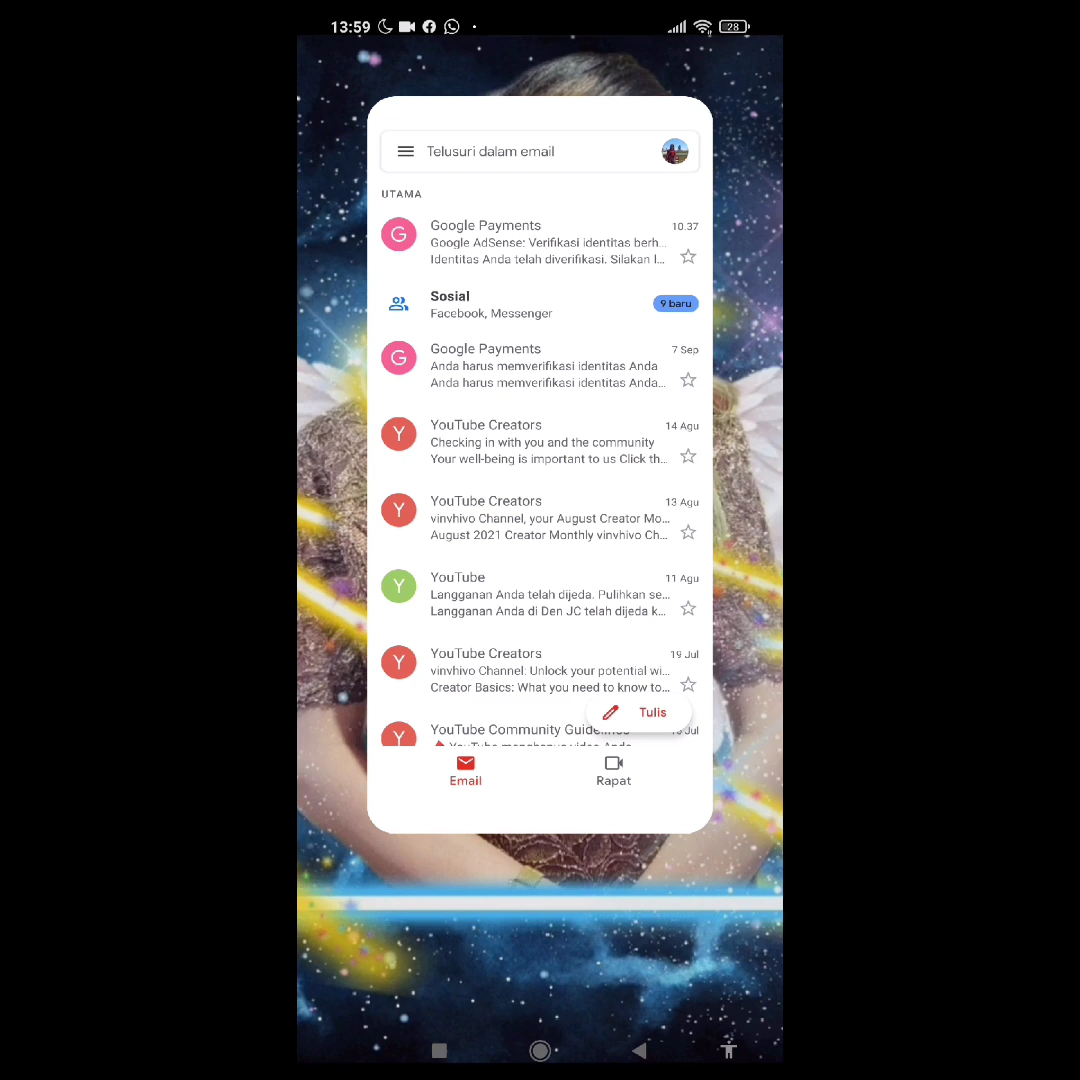 13:59
28
Telusuri dalam email
UTAMA
G
Google Payments
10.37
Google AdSense: Verifikasi identitas berh...
Identitas Anda telah diverifikasi. Silakan l...
Sosial
9 baru
Facebook, Messenger
G
Google Payments
7 Sep
Anda harus memverifikasi identitas Anda
Anda harus memverifikasi identitas Anda...
Y
YouTube Creators
14 Agu
Checking in with you and the community
Your well-being is important to us Click th...
Y
YouTube Creators
13 Agu
vinvhivo Channel, your August Creator Mo...
August 2021 Creator Monthly vinvhivo Ch...
Y
YouTube
11 Agu
Langganan Anda telah dijeda. Pulihkan se...
Langganan Anda di Den JC telah dijeda k...
Y
YouTube Creators
19 Jul
vinvhivo Channel: Unlock your potential wi...
Creator Basics: What you need to know to...
Tulis
Y
YouTube Community Guidelines
Jul
YouTube menghapus video Anda
Email
Rapat